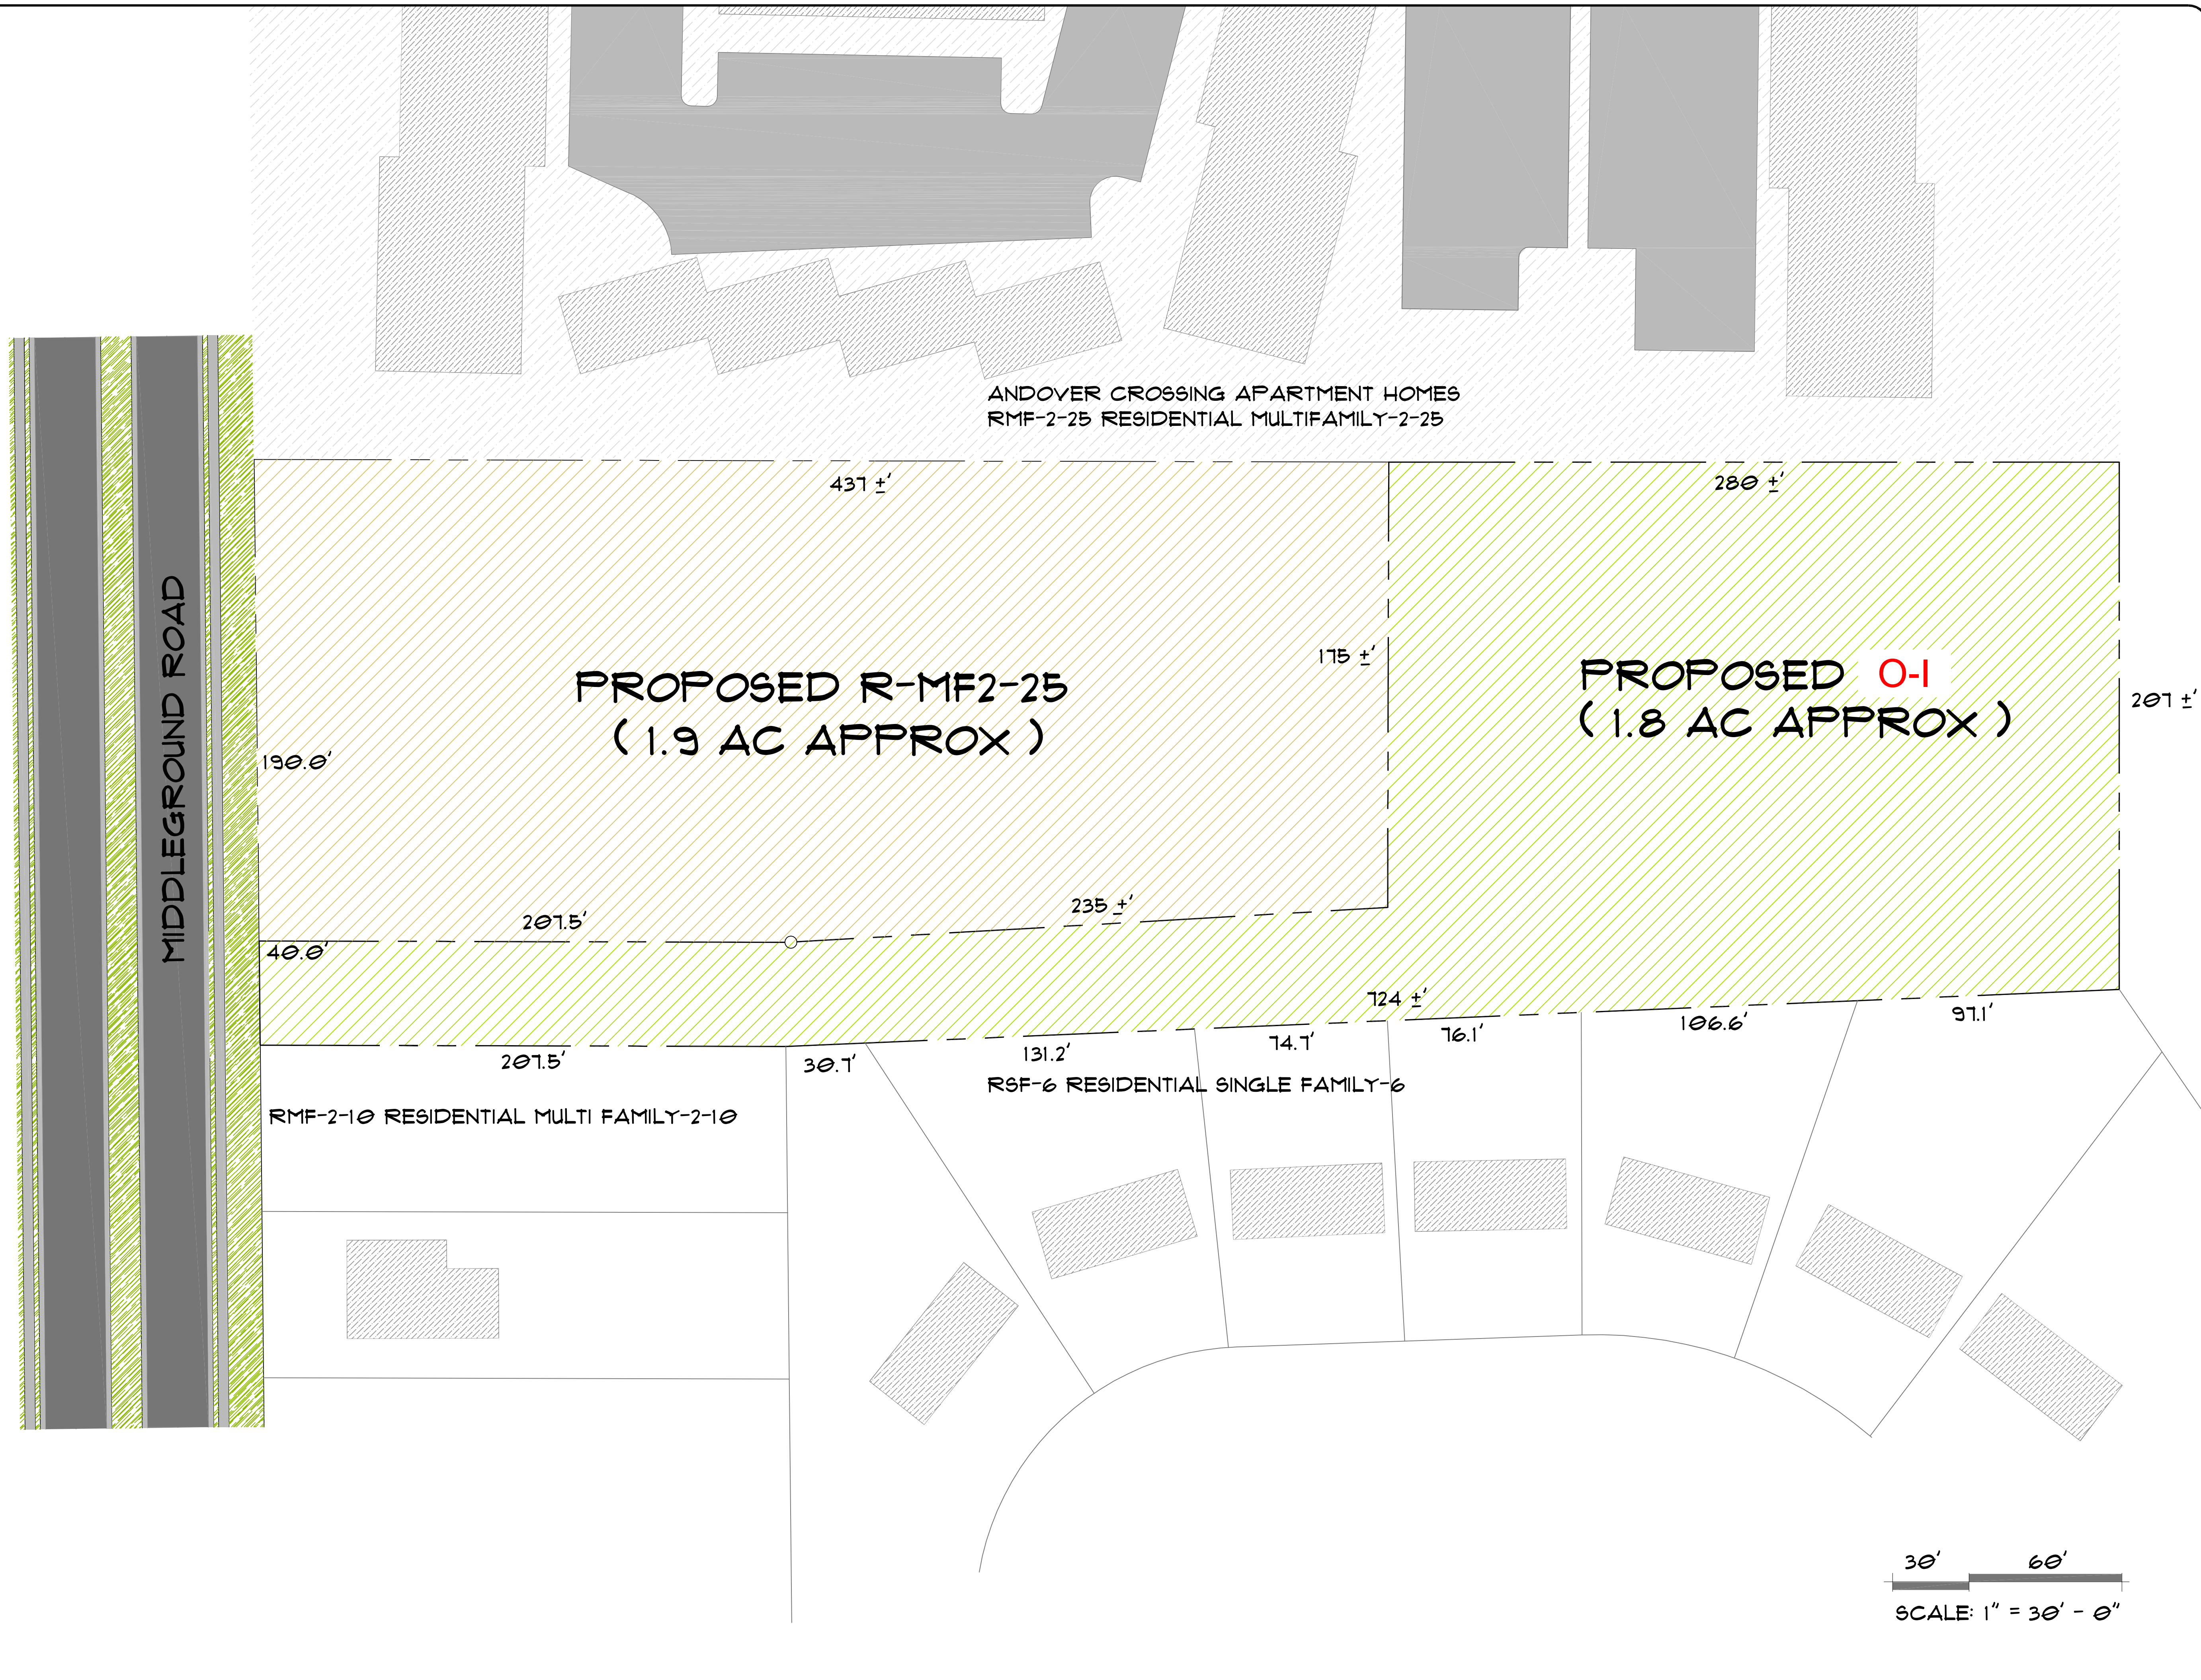 ANDOVER CROSSING APARTMENT HOMES
RMF-2-25 RESIDENTIAL MULTIFAMILY-2-25
437 ±'
280 ±'
MIDDLEGROUND ROAD
175 ±'
PROPOSED R-MF2-25
( 1.9 AC APPROX )
PROPOSED O-I
( 1.8 AC APPROX )
207 ±'
190.0'
207.5'
235 ±'
40.0'
724 ±'
207.5'
30.7'
131.2'
74.7'
76.1'
106.6'
97.1'
RSF-6 RESIDENTIAL SINGLE FAMILY-6
RMF-2-10 RESIDENTIAL MULTI FAMILY-2-10
30' 60'
SCALE: 1" = 30' - 0"